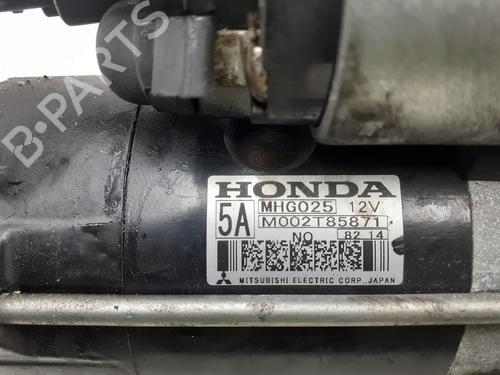 B-PARTS
HONDA
5A MHG025 12V
M002T85871
NO 82 14
MITSUBISHI ELECTRIC CORP. JAPAN